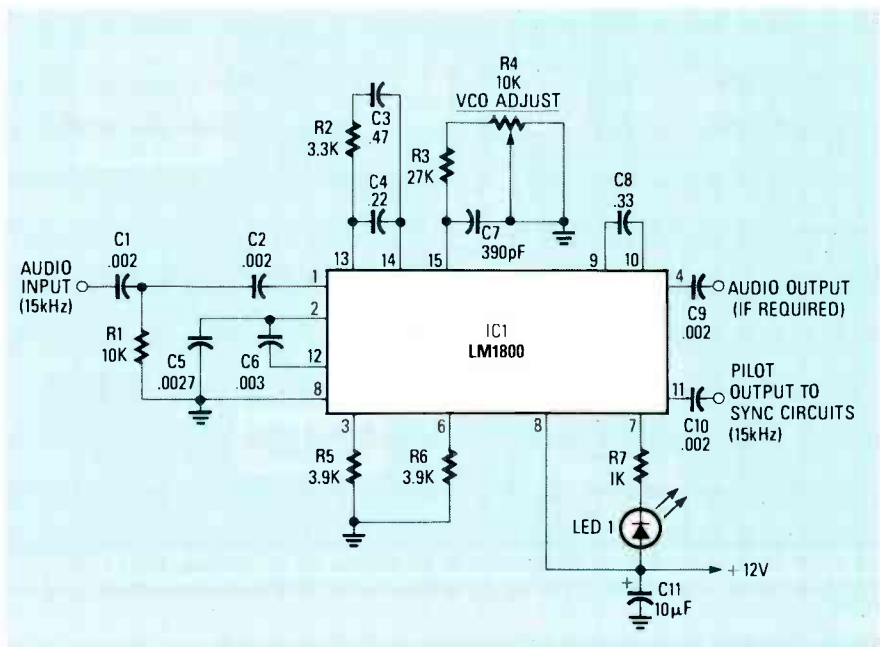 R4
10K
VCO ADJUST
C3
.47
R2
3.3K
C4
.22
R3
27K
C7
390pF
C8
.33
C1
.002
C2
.002
AUDIO
INPUT
(15kHz)
R1
10K
C5
.0027
C6
.003
13
14
15
9
10
1
2
12
8
4
11
3
6
8
7
IC1
LM1800
C9
.002
AUDIO OUTPUT
(IF REQUIRED)
C10
.002
PILOT
OUTPUT TO
SYNC CIRCUITS
(15kHz)
R5
3.9K
R6
3.9K
R7
1K
LED 1
+12V
+
C11
10μF